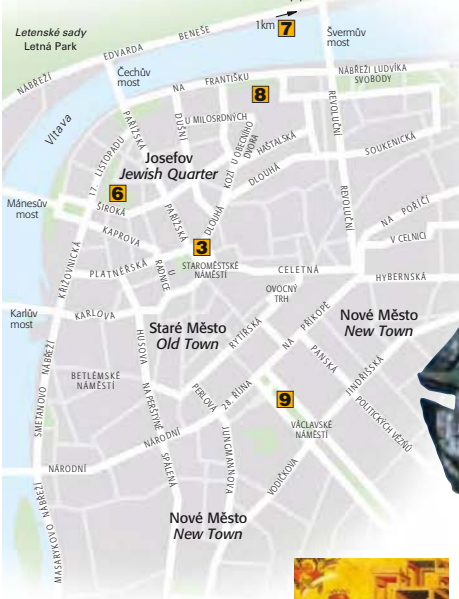 1km
7
Letenské sady
Letná Park
NÁBŘEŽÍ
EDVARDA
BENEŠE
Švermův
most
Čechův
most
NA
FRANTIŠKU
NÁBŘEŽI LUDVÍKA
SVOBODY
8
Vltava
PAŘÍŽSKÁ
DUŠNÍ
U MILOSRDNÝCH
U OBECNÍHO
DVORA
KOZÍ
HAŠTALSKÁ
REVOLUČNÍ
SOUKENICKÁ
17. LISTOPADU
Josefov
Jewish Quarter
DLOUHÁ
6
Mánesův
most
ŠIROKÁ
PAŘÍŽSKÁ
DLOUHÁ
REVOLUČNÍ
NA POŘÍČÍ
KAPROVA
3
V CELNICI
KŘIŽOVNICKÁ
PLATNÉŘSKÁ
U
RADNICE
STAROMĚSTSKÉ
NÁMĚSTÍ
CELETNÁ
HYBERNSKÁ
OVOCNÝ
TRH
Karlův
most
KARLOVA
Staré Město
Old Town
RYTÍŘSKÁ
NA PŘÍKOPĚ
Nové Město
New Town
HUSOVA
PANSKÁ
JINDŘIŠSKÁ
SMETANOVO NÁBŘEŽÍ
BETLÉMSKÉ
NÁMĚSTÍ
NA PERŠTÝNĚ
PERLOVÁ
28. ŘÍJNA
9
POLITICKÝCH VĚZŇŮ
VÁCLAVSKÉ
NÁMĚSTÍ
NÁRODNÍ
NÁRODNÍ
SPÁLENÁ
JUNGMANNOVA
VODIČKOVA
MASARYKOVO NÁBŘEŽÍ
Nové Město
New Town